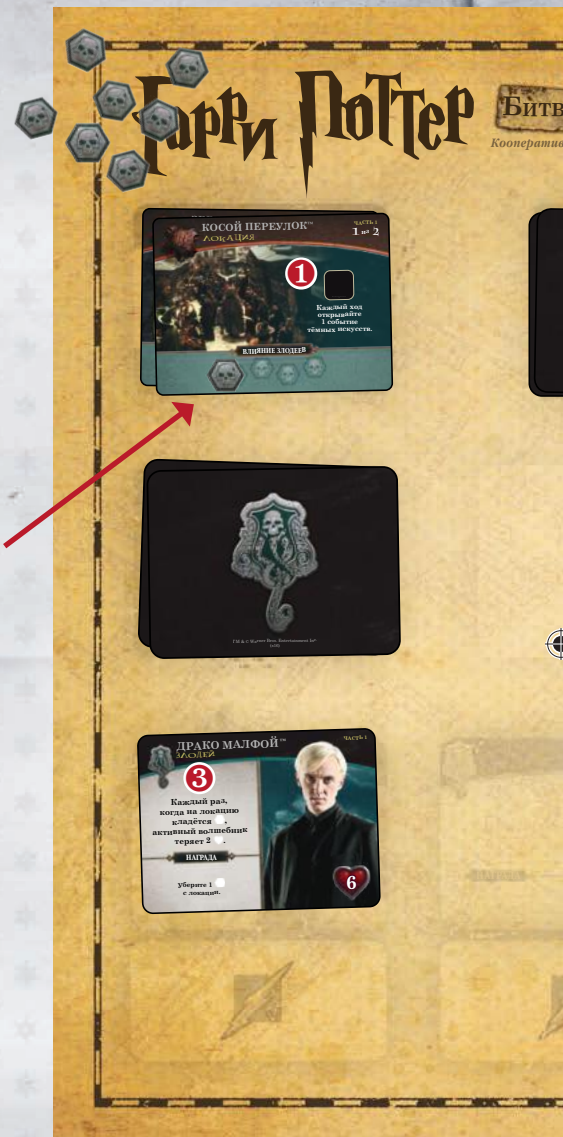 Гарри Поттер
Битв
Кооператив
КОСОЙ ПЕРЕУЛОК™
ЛОКАЦИЯ
ЧАСТЬ 1
1 из 2
1
Каждый ход
открывайте
1 событие
тёмных искусств.
ВЛИЯНИЕ ЗЛОДЕЕВ
ДРАКО МАЛФОЙ™
ЗЛОДЕЙ
ЧАСТЬ 1
3
Каждый раз,
когда на локацию
кладётся ,
активный волшебник
теряет 2 .
НАГРАДА
Уберите 1
с локации.
6